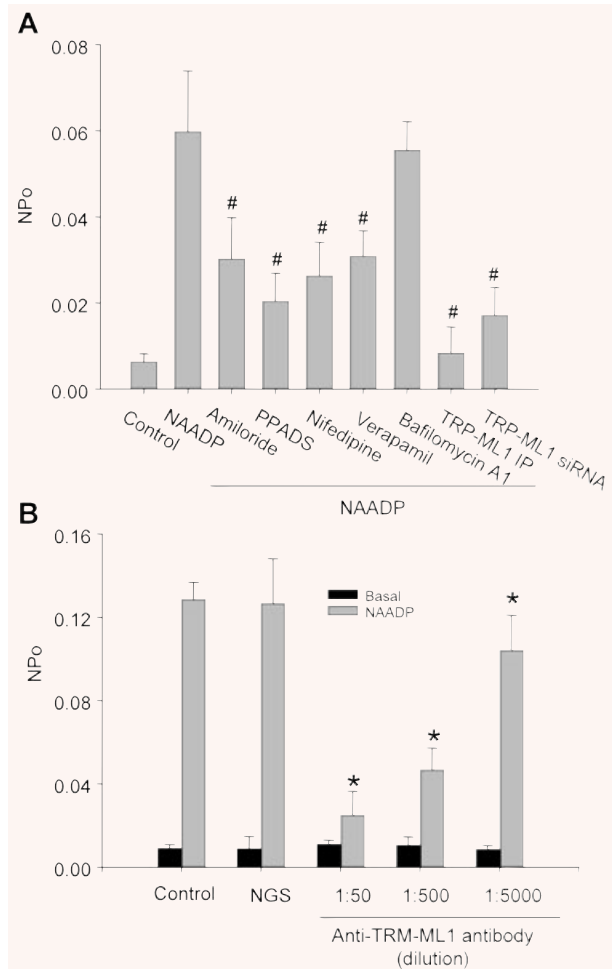 A
0.08
0.06
0.04
0.02
0.00
NPo
# # # # # #
Control NAADP Amiloride PPADS Nifedipine Verapamil Bafilomycin A1 TRP-ML1 IP TRP-ML1 siRNA
NAADP
B
0.16
0.12
0.08
0.04
0.00
NPo
Basal
NAADP
* * *
Control NGS 1:50 1:500 1:5000
Anti-TRM-ML1 antibody
(dilution)